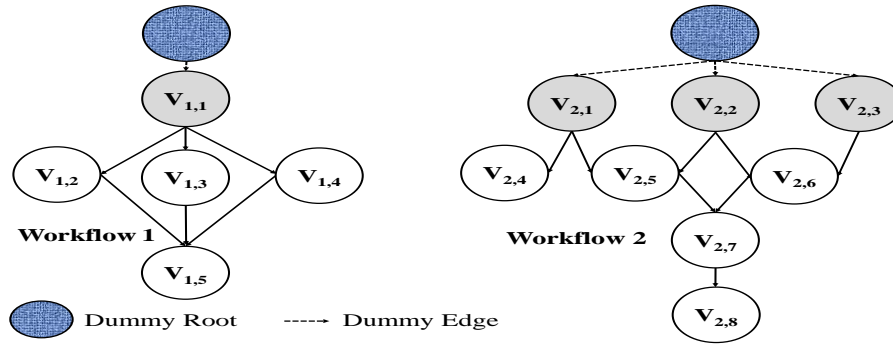 V1,1
V1,2
V1,3
V1,4
Workflow 1
V1,5
V2,1
V2,2
V2,3
V2,4
V2,5
V2,6
Workflow 2
V2,7
V2,8
Dummy Root
Dummy Edge